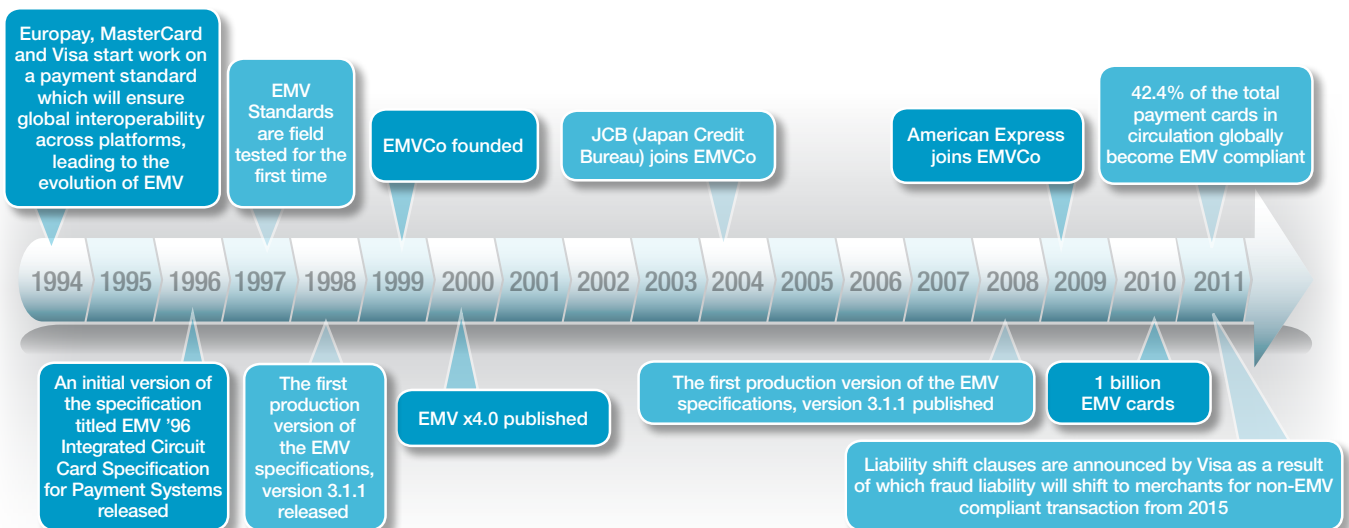 Europay, MasterCard
and Visa start work on
a payment standard
which will ensure
global interoperability
across platforms,
leading to the
evolution of EMV
EMV
Standards
are field
tested for the
first time
EMVCo founded
JCB (Japan Credit
Bureau) joins EMVCo
American Express
joins EMVCo
42.4% of the total
payment cards in
circulation globally
become EMV compliant
1994 1995 1996 1997 1998 1999 2000 2001 2002 2003 2004 2005 2006 2007 2008 2009 2010 2011
An initial version of
the specification
titled EMV '96
Integrated Circuit
Card Specification
for Payment Systems
released
The first
production
version of
the EMV
specifications,
version 3.1.1
released
EMV x4.0 published
The first production version of the EMV
specifications, version 3.1.1 published
1 billion
EMV cards
Liability shift clauses are announced by Visa as a result
of which fraud liability will shift to merchants for non-EMV
compliant transaction from 2015